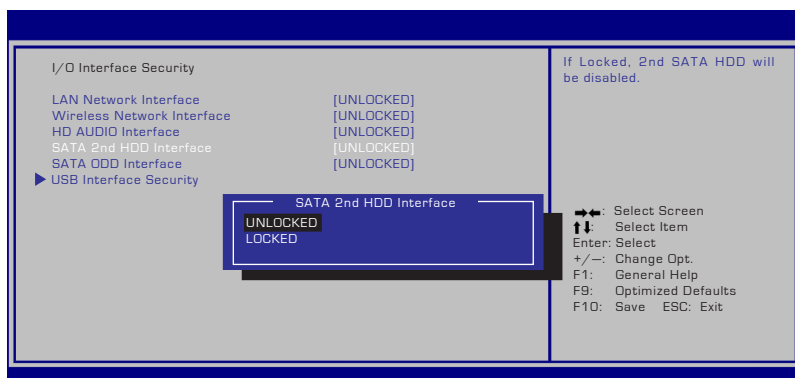 I/O Interface Security
LAN Network Interface [UNLOCKED]
Wireless Network Interface [UNLOCKED]
HD AUDIO Interface [UNLOCKED]
SATA 2nd HDD Interface [UNLOCKED]
SATA ODD Interface [UNLOCKED]
USB Interface Security
SATA 2nd HDD Interface
UNLOCKED
LOCKED
If Locked, 2nd SATA HDD will
be disabled.
→←: Select Screen
↑↓: Select Item
Enter: Select
+/—: Change Opt.
F1: General Help
F9: Optimized Defaults
F10: Save ESC: Exit